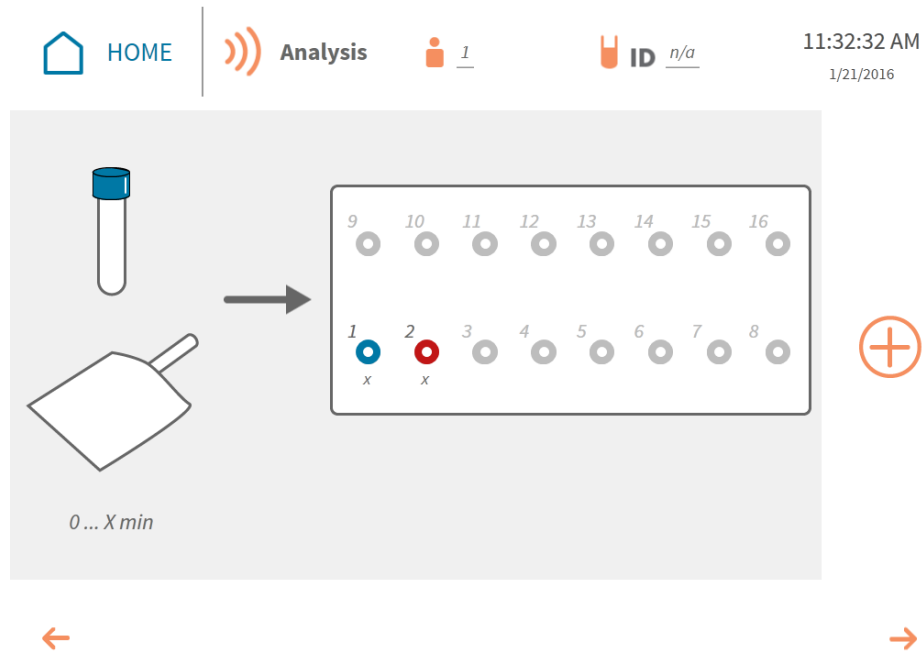 HOME Analysis 1 ID n/a 11:32:32 AM
1/21/2016
9 10 11 12 13 14 15 16
1 2 3 4 5 6 7 8
x x
0 ... X min